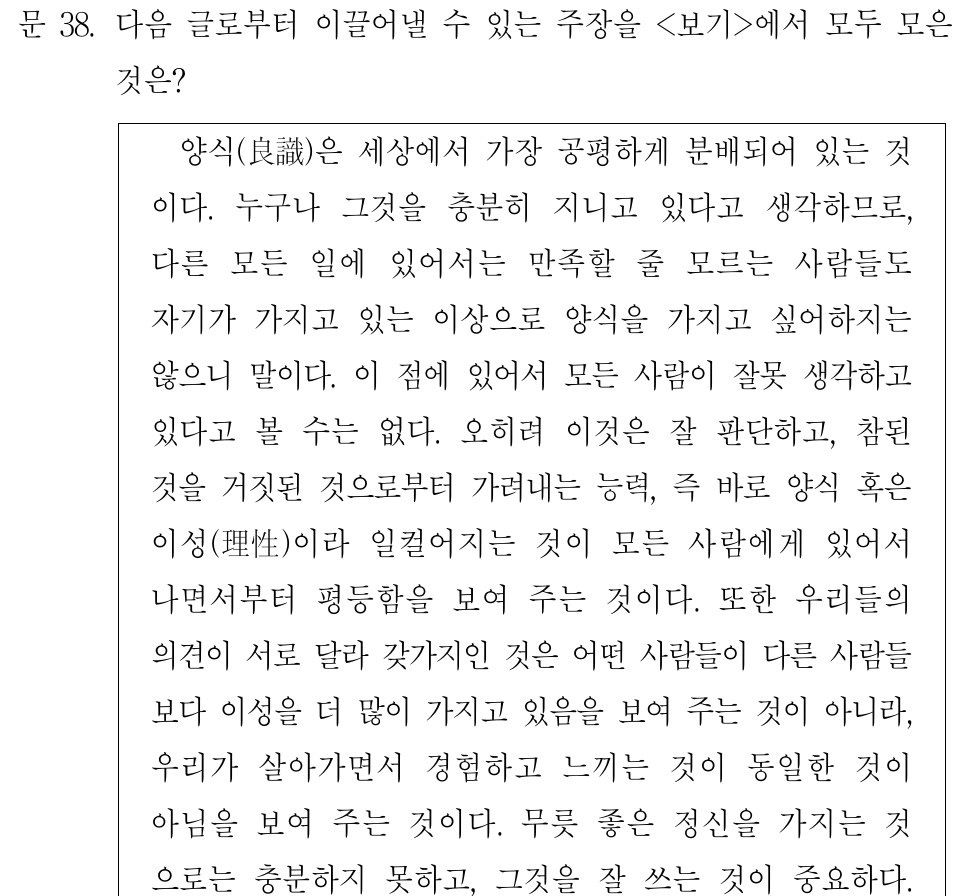 문 38. 다음 글로부터 이끌어낼 수 있는 주장을 <보기>에서 모두 모은
것은?
양식(良識)은 세상에서 가장 공평하게 분배되어 있는 것
이다. 누구나 그것을 충분히 지니고 있다고 생각하므로,
다른 모든 일에 있어서는 만족할 줄 모르는 사람들도
자기가 가지고 있는 이상으로 양식을 가지고 싶어하지는
않으니 말이다. 이 점에 있어서 모든 사람이 잘못 생각하고
있다고 볼 수는 없다. 오히려 이것은 잘 판단하고, 참된
것을 거짓된 것으로부터 가려내는 능력, 즉 바로 양식 혹은
이성(理性)이라 일컬어지는 것이 모든 사람에게 있어서
나면서부터 평등함을 보여 주는 것이다. 또한 우리들의
의견이 서로 달라 갖가지인 것은 어떤 사람들이 다른 사람들
보다 이성을 더 많이 가지고 있음을 보여 주는 것이 아니라,
우리가 살아가면서 경험하고 느끼는 것이 동일한 것이
아님을 보여 주는 것이다. 무릇 좋은 정신을 가지는 것
으로는 충분하지 못하고, 그것을 잘 쓰는 것이 중요하다.